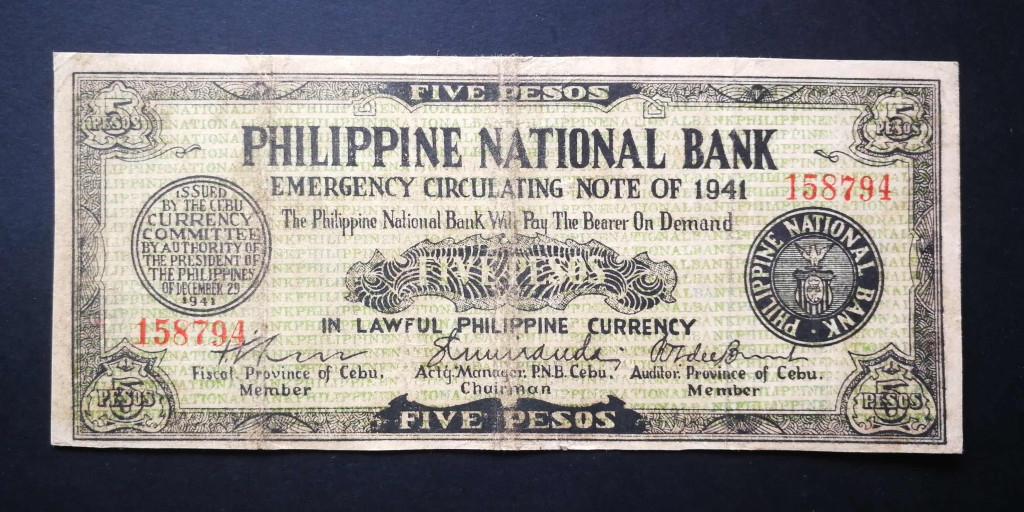 FIVE PESOS
5 PESOS
5 PESOS
PHILIPPINE NATIONAL BANK
EMERGENCY CIRCULATING NOTE OF 1941
158794
The Philippine National Bank Will Pay The Bearer On Demand
ISSUED
BY THE CEBU
CURRENCY
COMMITTEE
BY AUTHORITY OF
THE PRESIDENT OF
THE PHILIPPINES
OF DECEMBER 29
1941
FIVE PESOS
PHILIPPINE NATIONAL BANK
IN LAWFUL PHILIPPINE CURRENCY
158794
Fiscal Province of Cebu.
Member
Actg. Manager. P.N.B. Cebu.
Chairman
Auditor. Province of Cebu.
Member
5 PESOS
5 PESOS
FIVE PESOS